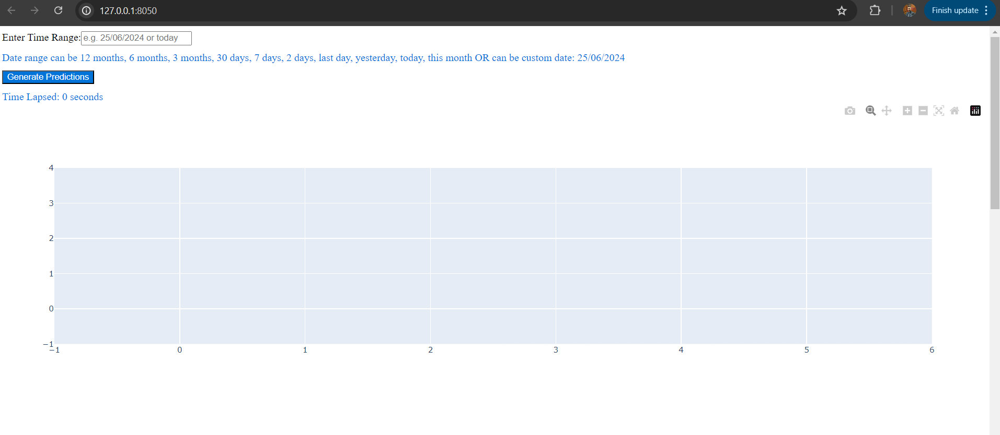 127.0.0.1:8050
Finish update
Enter Time Range: e.g. 25/06/2024 or today
Date range can be 12 months, 6 months, 3 months, 30 days, 7 days, 2 days, last day, yesterday, today, this month OR can be custom date: 25/06/2024
Generate Predictions
Time Lapsed: 0 seconds
4
3
2
1
0
−1
−1 0 1 2 3 4 5 6